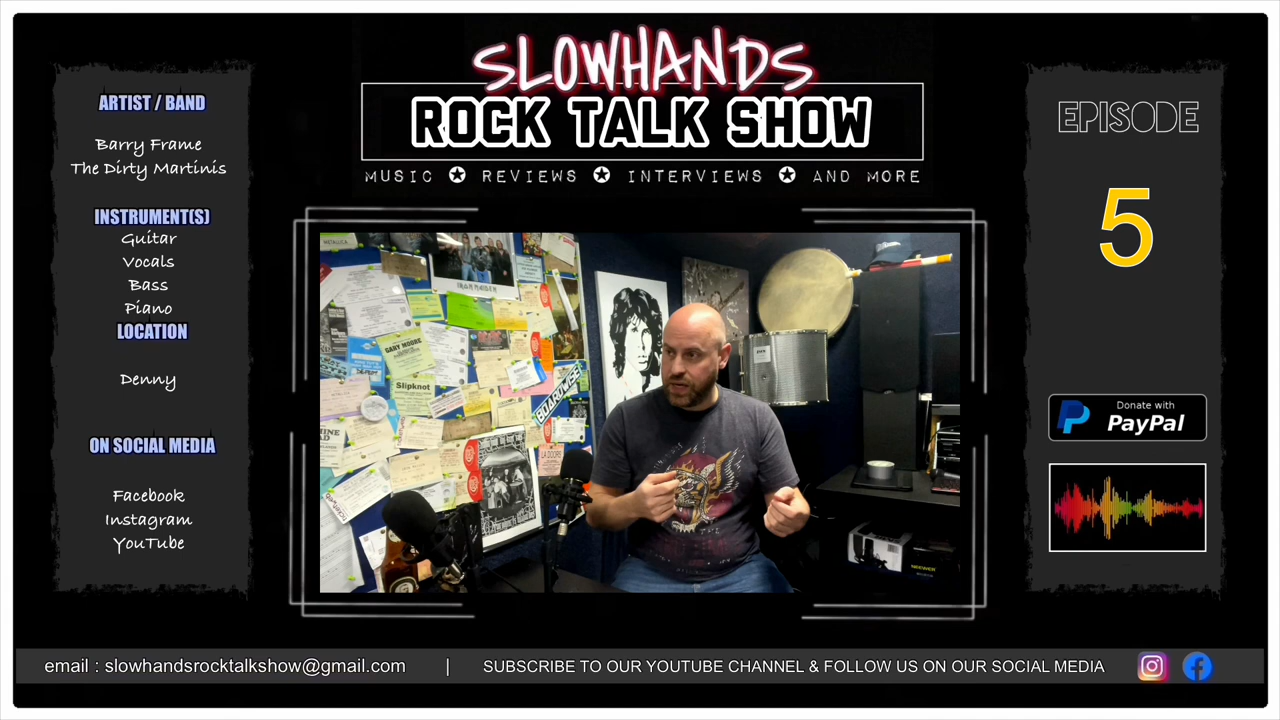 SLOWHANDS
ROCK TALK SHOW
MUSIC ✪ REVIEWS ✪ INTERVIEWS ✪ AND MORE
ARTIST / BAND
Barry Frame
The Dirty Martinis
INSTRUMENT(S)
Guitar
Vocals
Bass
Piano
LOCATION
Denny
ON SOCIAL MEDIA
Facebook
Instagram
YouTube
METALLICA
IRON MAIDEN
GARY MOORE
Slipknot
BOARDWISE
NEEWER
EPISODE
5
Donate with
PayPal
email : slowhandsrocktalkshow@gmail.com | SUBSCRIBE TO OUR YOUTUBE CHANNEL & FOLLOW US ON OUR SOCIAL MEDIA